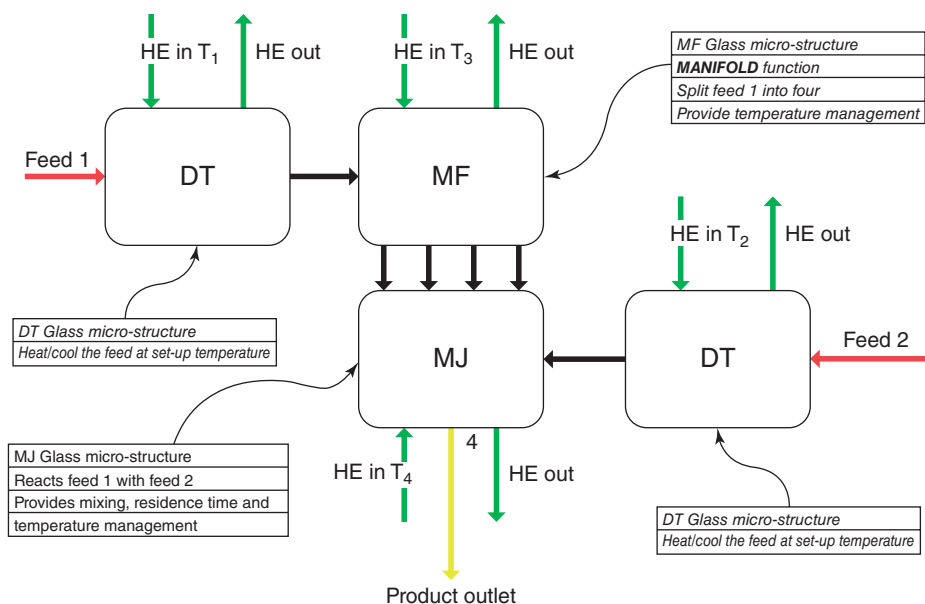 HE in T1
HE out
HE in T3
HE out
MF Glass micro-structure
MANIFOLD function
Split feed 1 into four
Provide temperature management
Feed 1
DT
MF
HE in T2
HE out
DT Glass micro-structure
Heat/cool the feed at set-up temperature
MJ
DT
Feed 2
MJ Glass micro-structure
Reacts feed 1 with feed 2
Provides mixing, residence time and
temperature management
HE in T4
4
HE out
DT Glass micro-structure
Heat/cool the feed at set-up temperature
Product outlet